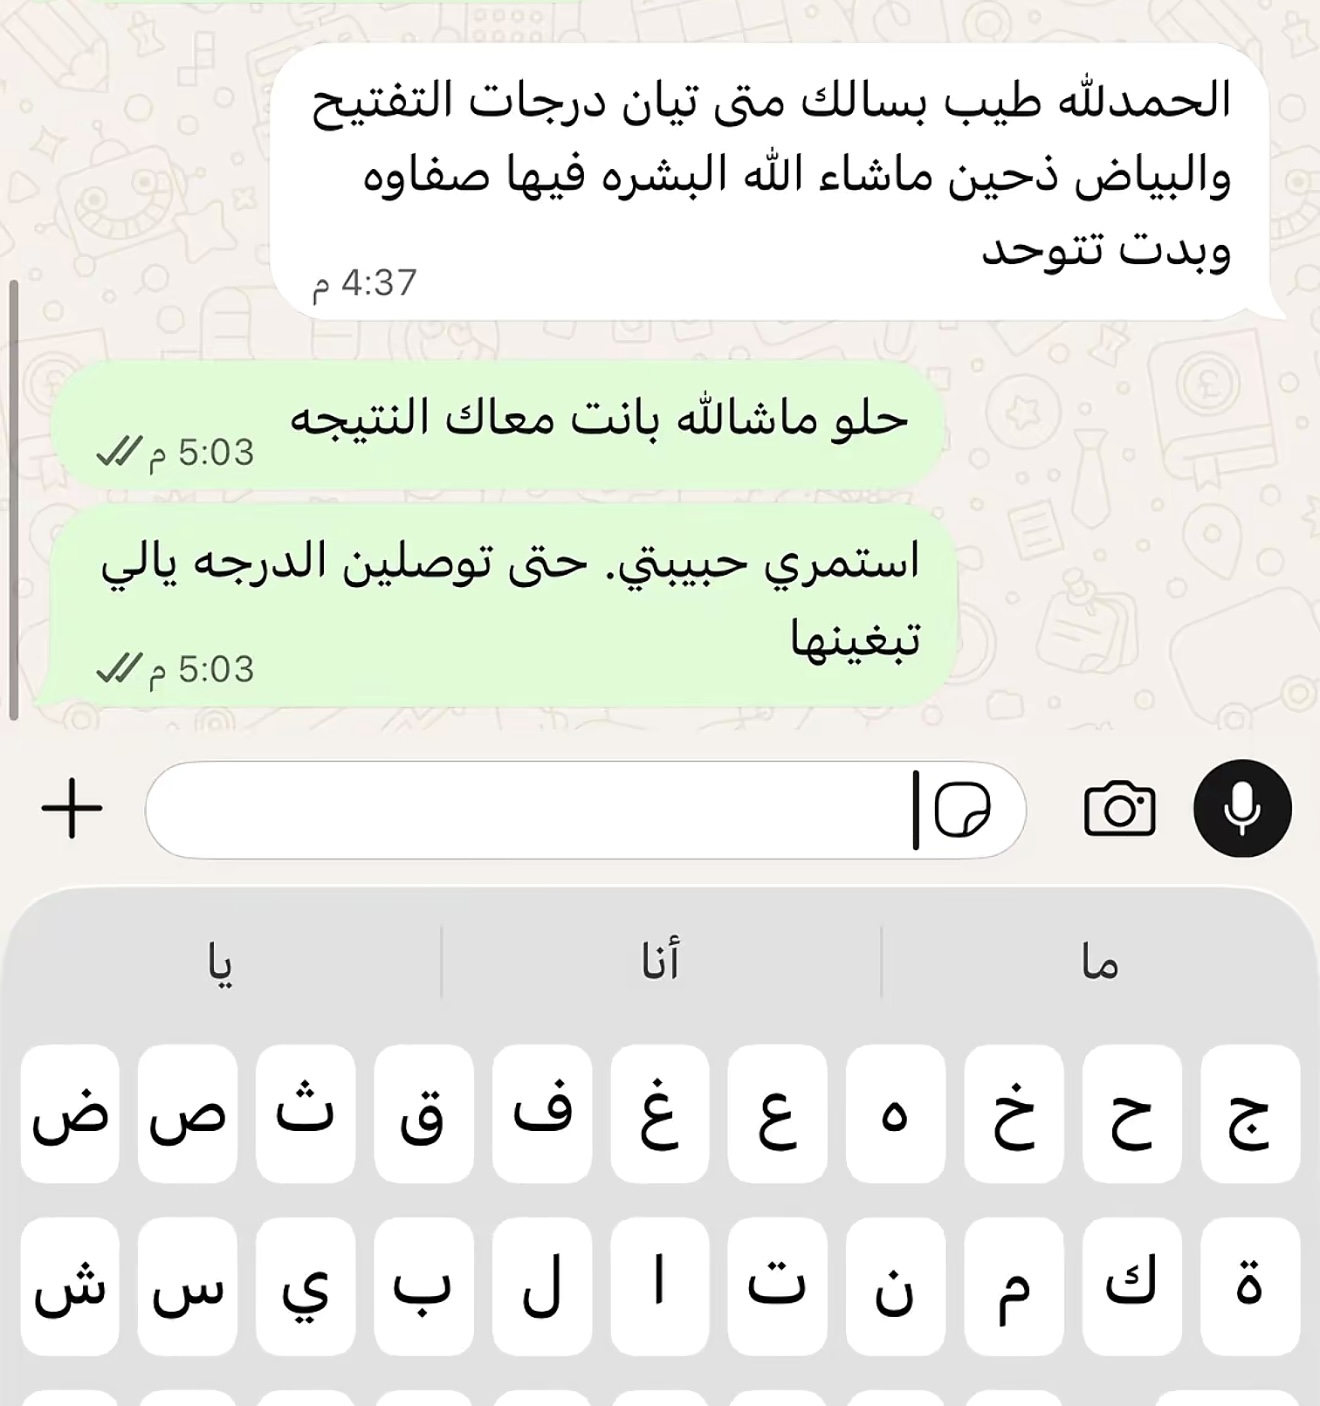 الحمدلله طيب بسالك متى تيان درجات التفتيح
والبياض ذحين ماشاء الله البشره فيها صفاوه
وبدت تتوحد
4:37 م
حلو ماشالله بانت معاك النتيجه
5:03 م
استمري حبيبتي. حتى توصلين الدرجه يالي
تبغينها
5:03 م
ما أنا يا
ض ص ث ق ف غ ع ه خ ح ج
ش س ي ب ل ا ت ن م ك ة